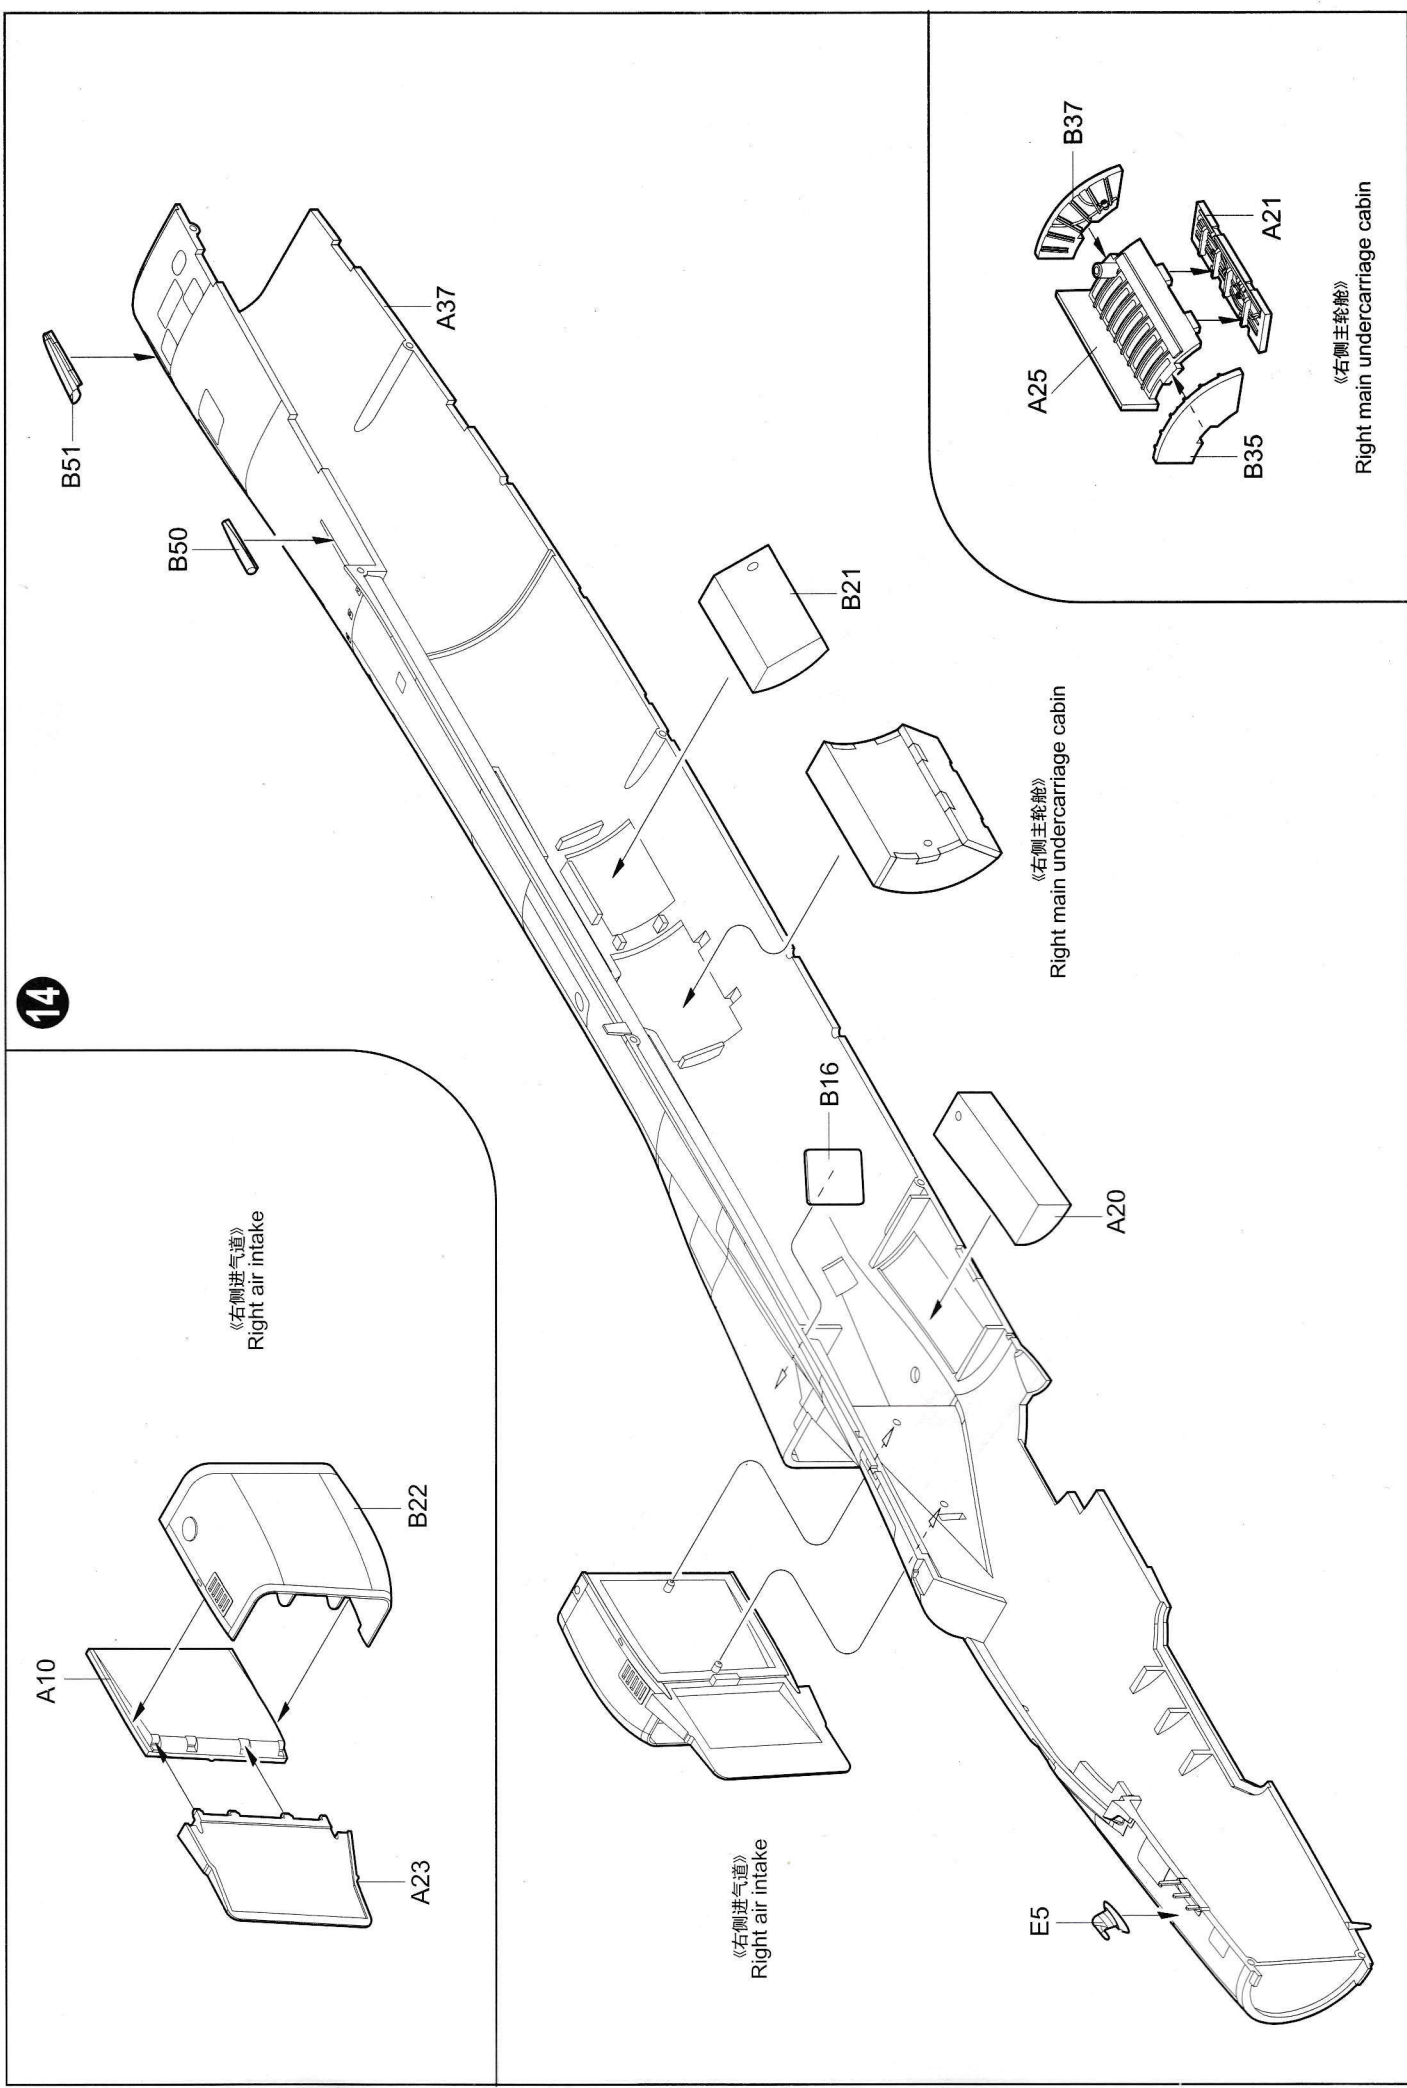 A10
A23
B22
《右侧进气道》
Right air intake
14
B51
B50
A37
《右侧进气道》
Right air intake
B16
B21
E5
A20
《右侧主轮舱》
Right main undercarriage cabin
A25
B37
B35
A21
《右侧主轮舱》
Right main undercarriage cabin